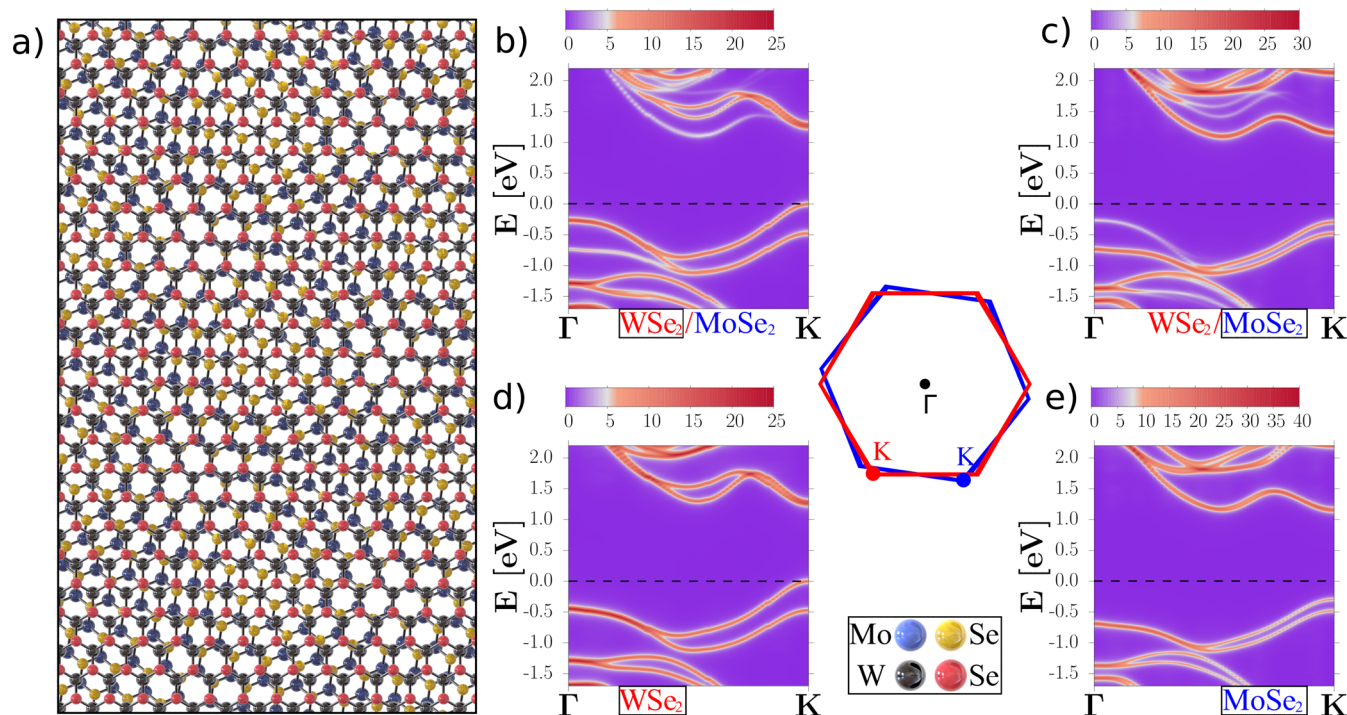 a)
b)
0 5 10 15 20 25
E [eV]
2.0
1.5
1.0
0.5
0.0
-0.5
-1.0
-1.5
Γ WSe₂/MoSe₂ K
c)
0 5 10 15 20 25 30
E [eV]
2.0
1.5
1.0
0.5
0.0
-0.5
-1.0
-1.5
Γ WSe₂/MoSe₂ K
Γ
K K
d)
0 5 10 15 20 25
E [eV]
2.0
1.5
1.0
0.5
0.0
-0.5
-1.0
-1.5
Γ WSe₂ K
Mo Se
W Se
e)
0 5 10 15 20 25 30 35 40
E [eV]
2.0
1.5
1.0
0.5
0.0
-0.5
-1.0
-1.5
Γ MoSe₂ K